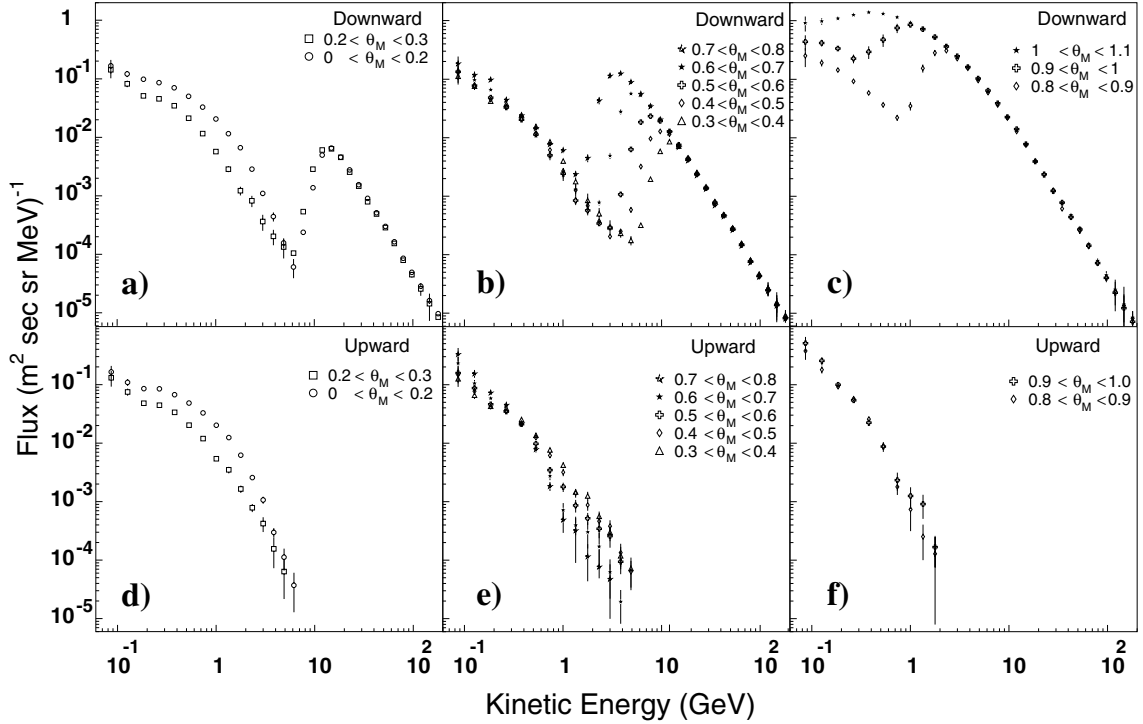 Downward
0.2< θM <0.3
0 < θM <0.2
a)
Downward
0.7< θM <0.8
0.6< θM <0.7
0.5< θM <0.6
0.4< θM <0.5
0.3< θM <0.4
b)
Downward
1 < θM <1.1
0.9< θM <1
0.8< θM <0.9
c)
1
10-1
10-2
10-3
10-4
10-5
Upward
0.2< θM <0.3
0 < θM <0.2
d)
Upward
0.7 < θM <0.8
0.6 < θM <0.7
0.5 < θM <0.6
0.4 < θM <0.5
0.3 < θM <0.4
e)
Upward
0.9 < θM <1.0
0.8 < θM <0.9
f)
10-1
10-2
10-3
10-4
10-5
Flux (m2 sec sr MeV)-1
10-1 1 10 102
10-1 1 10 102
10-1 1 10 102
Kinetic Energy (GeV)